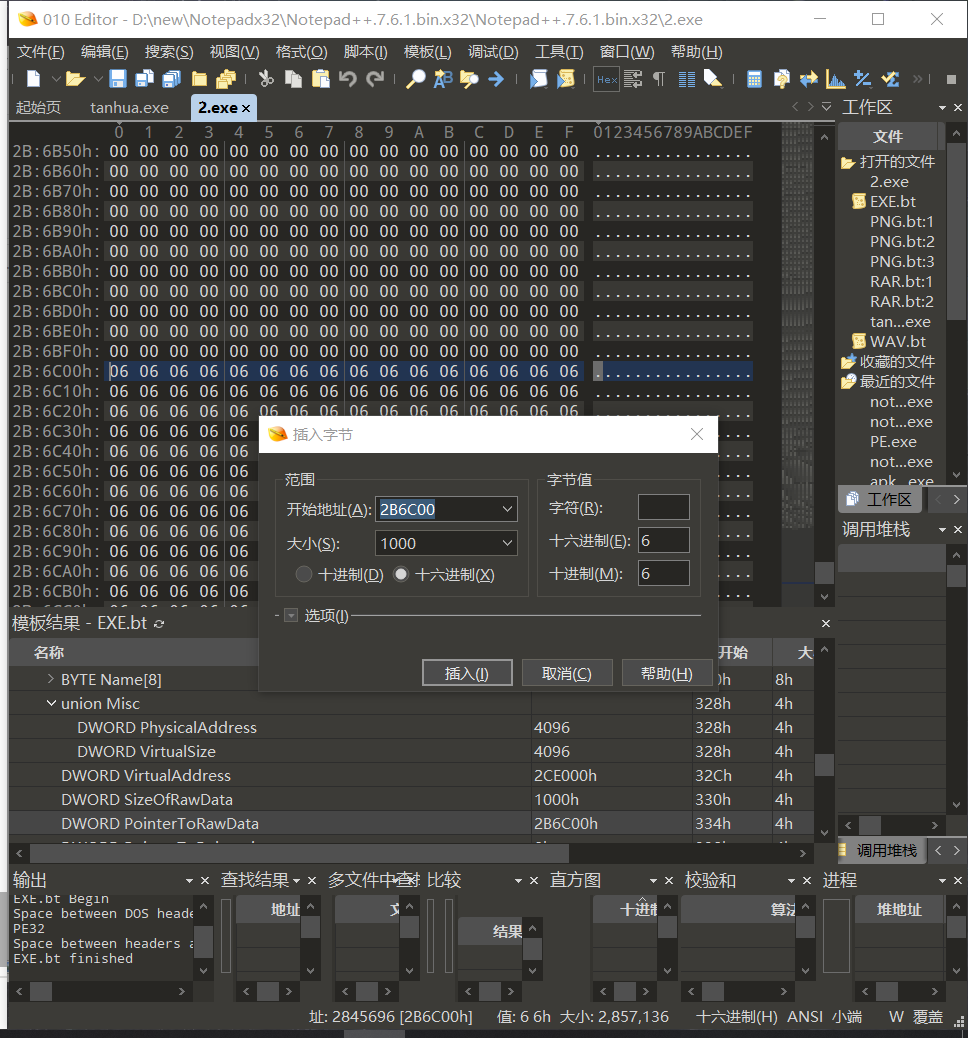 010 Editor - D:\new\Notepadx32\Notepad++.7.6.1.bin.x32\Notepad++.7.6.1.bin.x32\2.exe
文件(F) 编辑(E) 搜索(S) 视图(V) 格式(O) 脚本(I) 模板(L) 调试(D) 工具(T) 窗口(W) 帮助(H)
起始页 tanhua.exe 2.exe × 工作区
0 1 2 3 4 5 6 7 8 9 A B C D E F 0123456789ABCDEF
文件
2B:6B50h: 00 00 00 00 00 00 00 00 00 00 00 00 00 00 00 00 ................
打开的文件
2B:6B60h: 00 00 00 00 00 00 00 00 00 00 00 00 00 00 00 00 ................
2.exe
2B:6B70h: 00 00 00 00 00 00 00 00 00 00 00 00 00 00 00 00 ................
EXE.bt
2B:6B80h: 00 00 00 00 00 00 00 00 00 00 00 00 00 00 00 00 ................
PNG.bt:1
2B:6B90h: 00 00 00 00 00 00 00 00 00 00 00 00 00 00 00 00 ................
PNG.bt:2
2B:6BA0h: 00 00 00 00 00 00 00 00 00 00 00 00 00 00 00 00 ................
PNG.bt:3
2B:6BB0h: 00 00 00 00 00 00 00 00 00 00 00 00 00 00 00 00 ................
RAR.bt:1
2B:6BC0h: 00 00 00 00 00 00 00 00 00 00 00 00 00 00 00 00 ................
RAR.bt:2
2B:6BD0h: 00 00 00 00 00 00 00 00 00 00 00 00 00 00 00 00 ................
tan...exe
2B:6BE0h: 00 00 00 00 00 00 00 00 00 00 00 00 00 00 00 00 ................
WAV.bt
2B:6BF0h: 00 00 00 00 00 00 00 00 00 00 00 00 00 00 00 00 ................
收藏的文件
2B:6C00h: 06 06 06 06 06 06 06 06 06 06 06 06 06 06 06 06 ................
最近的文件
2B:6C10h: 06 06 06 06 06 06 06 06 06 06 06 06 06 06 06 06 ................
not...exe
2B:6C20h: 06 06 06 06 06 06 06 06 06 06 06 06 06 06 06 06 ................
not...exe
2B:6C30h: 06 06 06 06 06
PE.exe
2B:6C40h: 06 06 06 06 06
not...exe
2B:6C50h: 06 06 06 06 06
apk...exe
2B:6C60h: 06 06 06 06 06
2B:6C70h: 06 06 06 06 06
2B:6C80h: 06 06 06 06 06
2B:6C90h: 06 06 06 06 06
2B:6CA0h: 06 06 06 06 06
2B:6CB0h: 06 06 06 06 06
插入字节
范围 字节值
开始地址(A): 2B6C00 字符(R):
大小(S): 1000 十六进制(E): 6
十进制(D) 十六进制(X) 十进制(M): 6
选项(I)
插入(I) 取消(C) 帮助(H)
工作区
调用堆栈
模板结果 - EXE.bt
名称 开始
BYTE Name[8] 8h
union Misc 328h 4h
DWORD PhysicalAddress 4096 328h 4h
DWORD VirtualSize 4096 328h 4h
DWORD VirtualAddress 2CE000h 32Ch 4h
DWORD SizeOfRawData 1000h 330h 4h
DWORD PointerToRawData 2B6C00h 334h 4h
调用堆栈
输出 查找结果 多文件中查找 比较 直方图 校验和 进程
EXE.bt Begin
Space between DOS heade
PE32
Space between headers a
EXE.bt finished
地址 文 结果 十进制 算法 堆地址
址: 2845696 [2B6C00h] 值: 6 6h 大小: 2,857,136 十六进制(H) ANSI 小端 W 覆盖